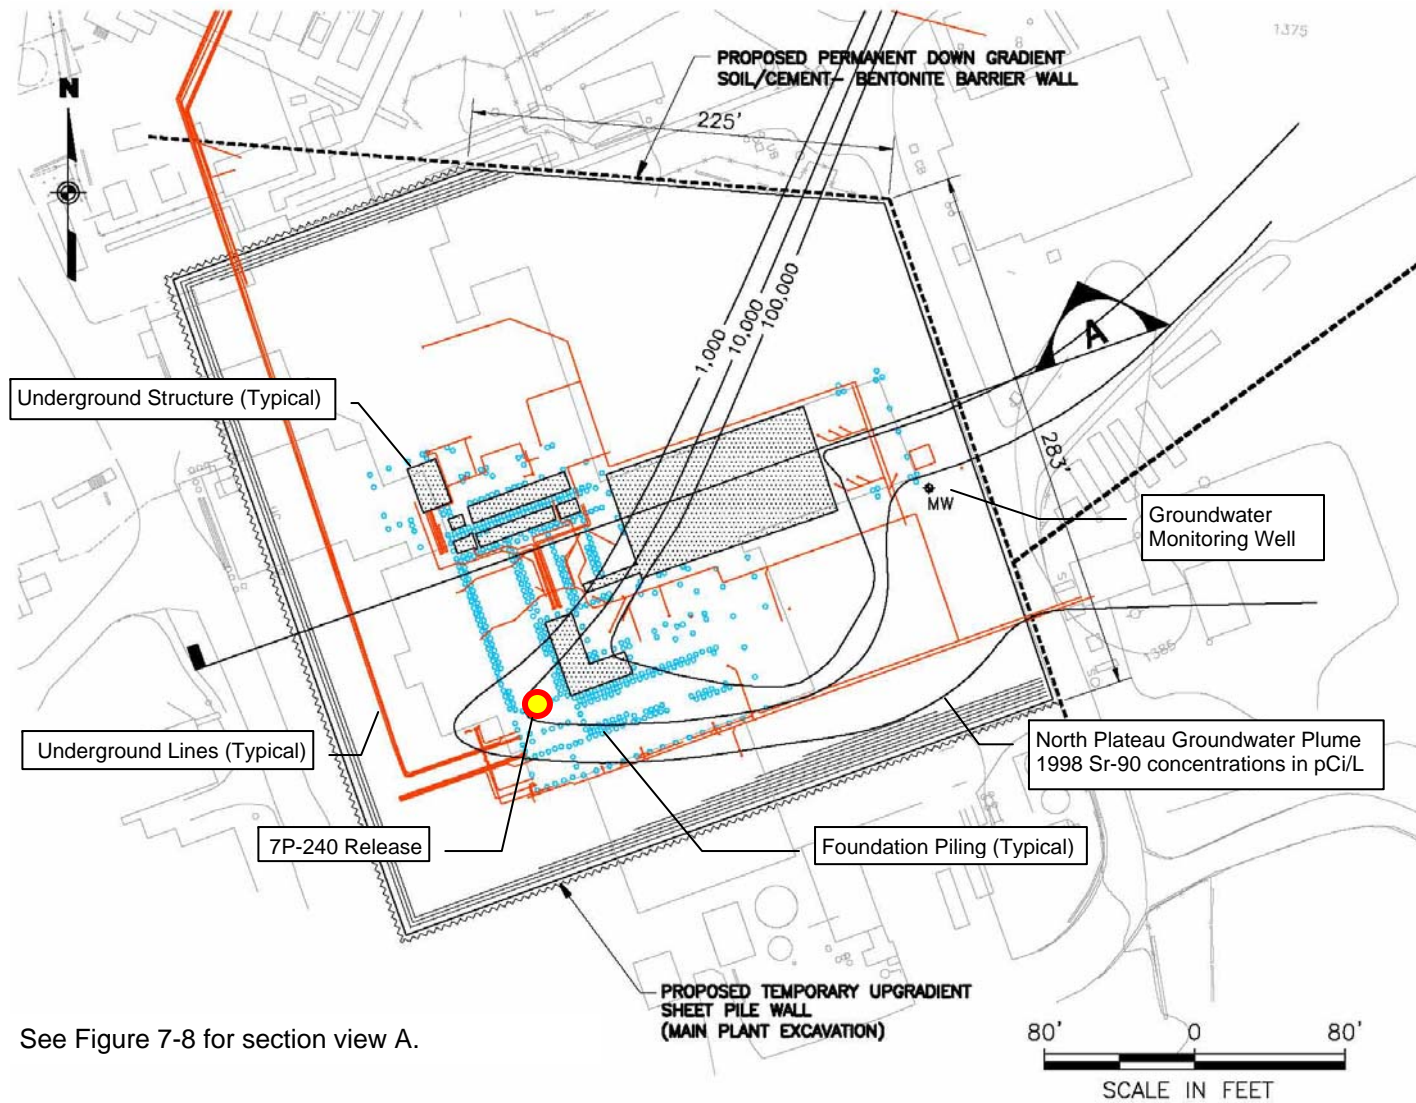 1375
PROPOSED PERMANENT DOWN GRADIENT
SOIL/CEMENT- BENTONITE BARRIER WALL
N
225'
1,000
10,000
100,000
A
Underground Structure (Typical)
283'
MW
Groundwater
Monitoring Well
1385
Underground Lines (Typical)
North Plateau Groundwater Plume
1998 Sr-90 concentrations in pCi/L
7P-240 Release
Foundation Piling (Typical)
PROPOSED TEMPORARY UPGRADIENT
SHEET PILE WALL
(MAIN PLANT EXCAVATION)
See Figure 7-8 for section view A.
80'
0
80'
SCALE IN FEET